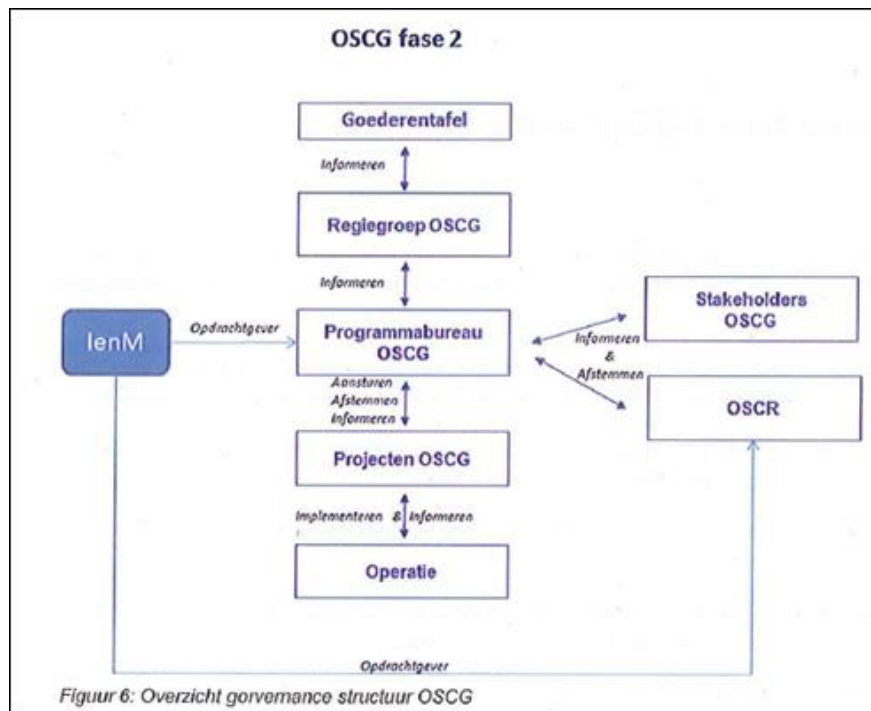 OSCG fase 2
Goederentafel
Informeren
Regiegroep OSCG
Informeren
IenM
Opdrachtgever
Programmabureau
OSCG
Stakeholders
OSCG
Informeren
&
Afstemmen
OSCR
Aansturen
Afstemmen
Informeren
Projecten OSCG
Implementeren & Informeren
Operatie
Opdrachtgever
Figuur 6: Overzicht gorvernance structuur OSCG